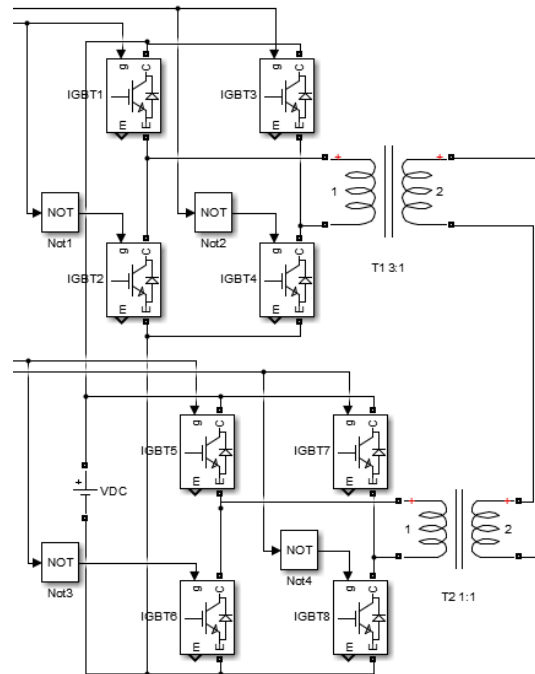 g C
IGBT1
m E
g C
IGBT3
m E
+ +
1 2
T1 3:1
NOT
Not1
NOT
Not2
g C
IGBT2
m E
g C
IGBT4
m E
g C
IGBT5
m E
g C
IGBT7
m E
+
VDC
+ +
1 2
T2 1:1
NOT
Not3
NOT
Not4
g C
IGBT6
m E
g C
IGBT8
m E